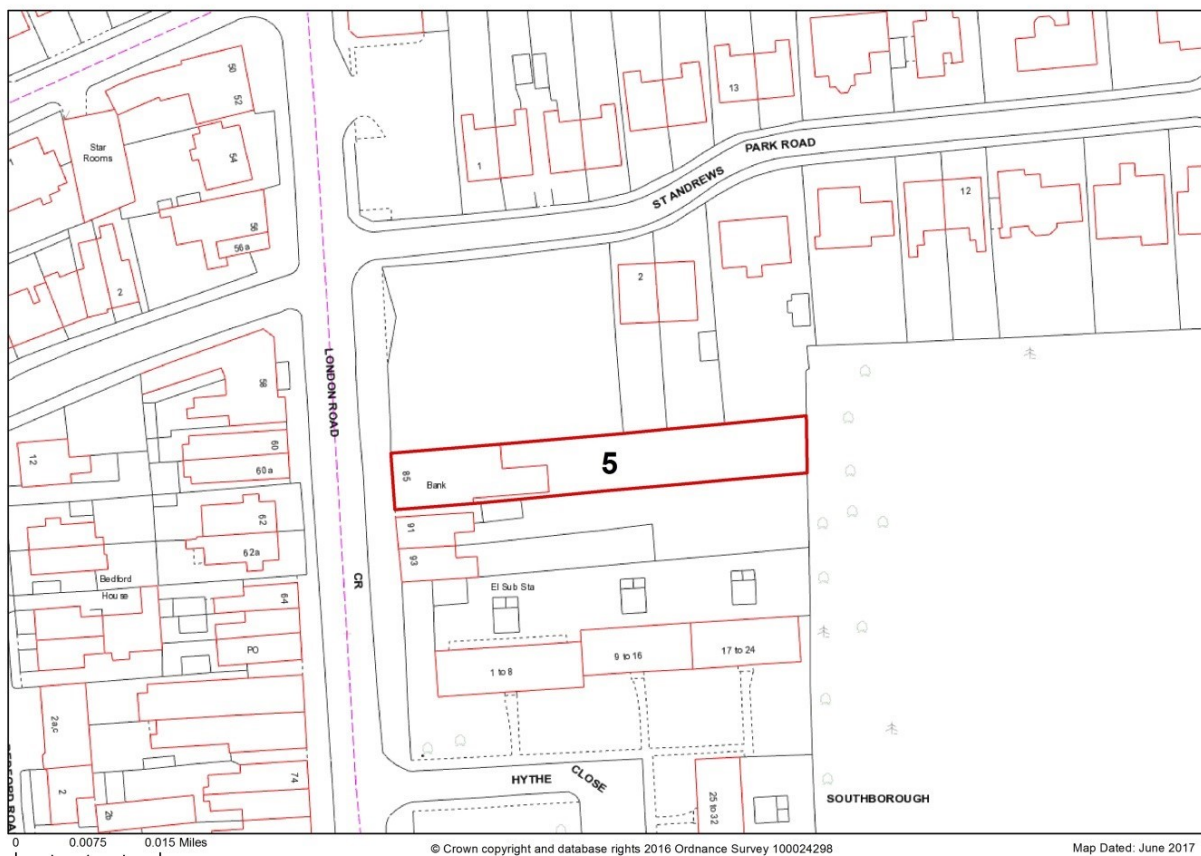 50
52
54
Star
Rooms
56
56a
2
13
1
PARK ROAD
ST ANDREWS
12
2
LONDON ROAD
58
60
60a
12
62
62a
Bedford
House
64
PO
2a,c
2
2b
74
85
Bank
5
91
93
CR
El Sub Sta
1 to 8
9 to 16
17 to 24
HYTHE
CLOSE
25 to 32
SOUTHBOROUGH
0 0.0075 0.015 Miles
© Crown copyright and database rights 2016 Ordnance Survey 100024298
Map Dated: June 2017